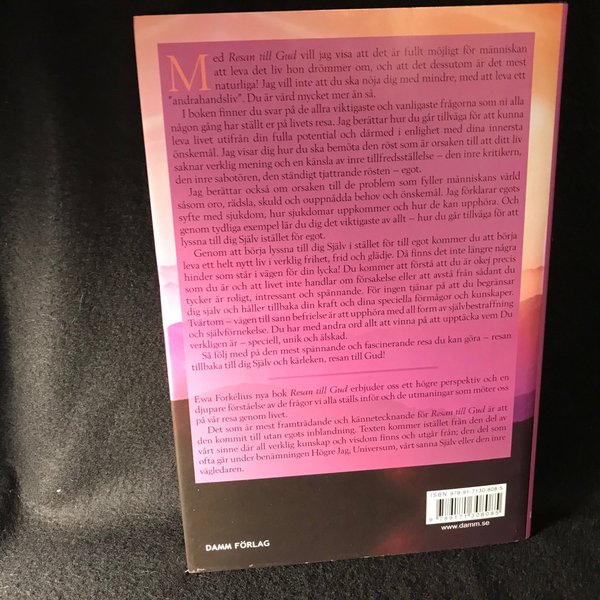 Med Resan till Gud vill jag visa att det är fullt möjligt för människan
att leva det liv hon drömmer om, och att det dessutom är det mest
naturliga! Jag vill inte att du ska nöja dig med mindre, med att leva ett
"andrahandsliv". Du är värd mycket mer än så.
I boken finner du svar på de allra viktigaste och vanligaste frågorna som ni alla
någon gång har ställt er på livets resa. Jag berättar hur du går tillväga för att kunna
leva livet utifrån din fulla potential och därmed i enlighet med dina innersta
önskemål. Jag visar dig hur du ska bemöta den röst som är orsaken till att ditt liv
saknar verklig mening och en känsla av inre tillfredsställelse – den inre kritikern,
den inre sabotören, den ständigt tjattrande rösten – egot.
Jag berättar också om orsaken till de problem som fyller människans värld
såsom oro, rädsla, skuld och ouppnådda behov och önskemål. Jag förklarar egots
syfte med sjukdom, hur sjukdomar uppkommer och hur de kan upphöra. Och
genom tydliga exempel lär du dig det viktigaste av allt – hur du går tillväga för att
lyssna till dig Själv istället för egot.
Genom att börja lyssna till dig Själv i stället för till egot kommer du att börja
leva ett helt nytt liv i verklig frihet, frid och glädje. Då finns det inte längre några
hinder som står i vägen för din lycka! Du kommer att förstå att du är okej precis
som du är och att livet inte handlar om försakelse eller att avstå från sådant du
tycker är roligt, intressant och spännande. För ingen tjänar på att du begränsar
dig själv och håller tillbaka din kraft och dina speciella förmågor och kunskaper.
Tvärtom – vägen till sann befrielse är att upphöra med all form av självbestraffning
och självförnekelse. Du har med andra ord allt att vinna på att upptäcka vem Du
verkligen är – speciell, unik och älskad.
Så följ med på den mest spännande och fascinerande resa du kan göra – resan
tillbaka till dig Själv och kärleken, resan till Gud!
Ewa Forkelius nya bok Resan till Gud erbjuder oss ett högre perspektiv och en
djupare förståelse av de frågor vi alla ställs inför och de utmaningar som möter oss
på vår resa genom livet.
Det som är mest framträdande och kännetecknande för Resan till Gud är att
den kommit till utan egots inblandning. Texten kommer istället från den del av
vårt sinne där all verklig kunskap och visdom finns och utgår från; den del som
ofta går under benämningen Högre Jag, Universum, vårt sanna Själv eller den inre
vägledaren.
ISBN 978-91-7130-808-5
9 789171 308085
www.damm.se
DAMM FÖRLAG